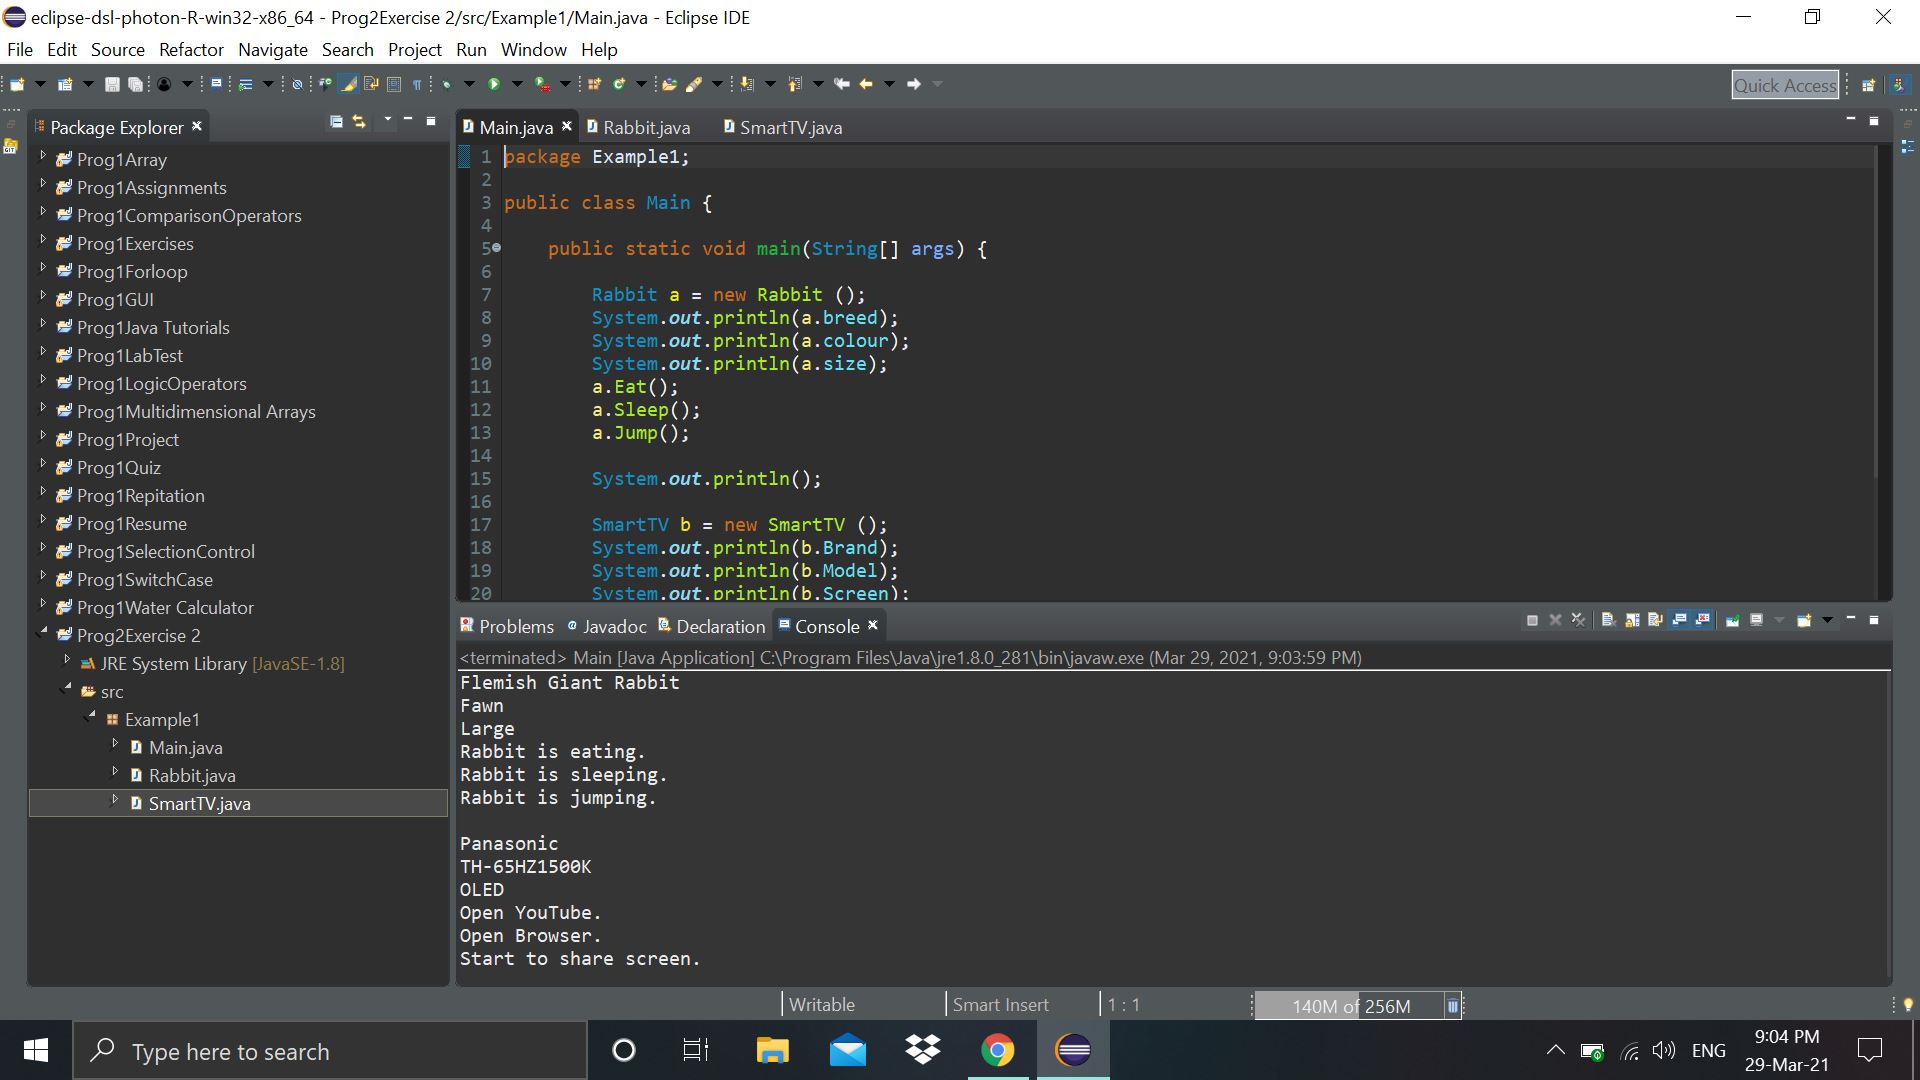 eclipse-dsl-photon-R-win32-x86_64 - Prog2Exercise 2/src/Example1/Main.java - Eclipse IDE
File Edit Source Refactor Navigate Search Project Run Window Help
Quick Access
Package Explorer
Prog1Array
Prog1Assignments
Prog1ComparisonOperators
Prog1Exercises
Prog1Forloop
Prog1GUI
Prog1Java Tutorials
Prog1LabTest
Prog1LogicOperators
Prog1Multidimensional Arrays
Prog1Project
Prog1Quiz
Prog1Repitation
Prog1Resume
Prog1SelectionControl
Prog1SwitchCase
Prog1Water Calculator
Prog2Exercise 2
JRE System Library [JavaSE-1.8]
src
Example1
Main.java
Rabbit.java
SmartTV.java
Main.java Rabbit.java SmartTV.java
1 package Example1;
2
3 public class Main {
4
5 public static void main(String[] args) {
6
7 Rabbit a = new Rabbit ();
8 System.out.println(a.breed);
9 System.out.println(a.colour);
10 System.out.println(a.size);
11 a.Eat();
12 a.Sleep();
13 a.Jump();
14
15 System.out.println();
16
17 SmartTV b = new SmartTV ();
18 System.out.println(b.Brand);
19 System.out.println(b.Model);
20 System.out.println(b.Screen);
Problems Javadoc Declaration Console
<terminated> Main [Java Application] C:\Program Files\Java\jre1.8.0_281\bin\javaw.exe (Mar 29, 2021, 9:03:59 PM)
Flemish Giant Rabbit
Fawn
Large
Rabbit is eating.
Rabbit is sleeping.
Rabbit is jumping.
Panasonic
TH-65HZ1500K
OLED
Open YouTube.
Open Browser.
Start to share screen.
Writable Smart Insert 1 : 1 140M of 256M
Type here to search
ENG
9:04 PM
29-Mar-21